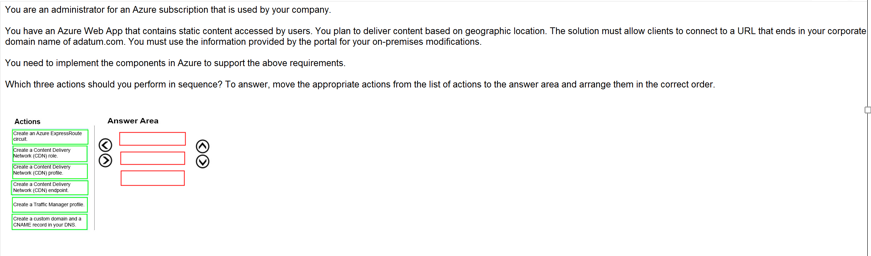 You are an administrator for an Azure subscription that is used by your company.
You have an Azure Web App that contains static content accessed by users. You plan to deliver content based on geographic location. The solution must allow clients to connect to a URL that ends in your corporate
domain name of adatum.com. You must use the information provided by the portal for your on-premises modifications.
You need to implement the components in Azure to support the above requirements.
Which three actions should you perform in sequence? To answer, move the appropriate actions from the list of actions to the answer area and arrange them in the correct order.
Actions
Answer Area
Create an Azure ExpressRoute
circuit.
Create a Content Delivery
Network (CDN) role.
Create a Content Delivery
Network (CDN) profile.
Create a Content Delivery
Network (CDN) endpoint.
Create a Traffic Manager profile.
Create a custom domain and a
CNAME record in your DNS.